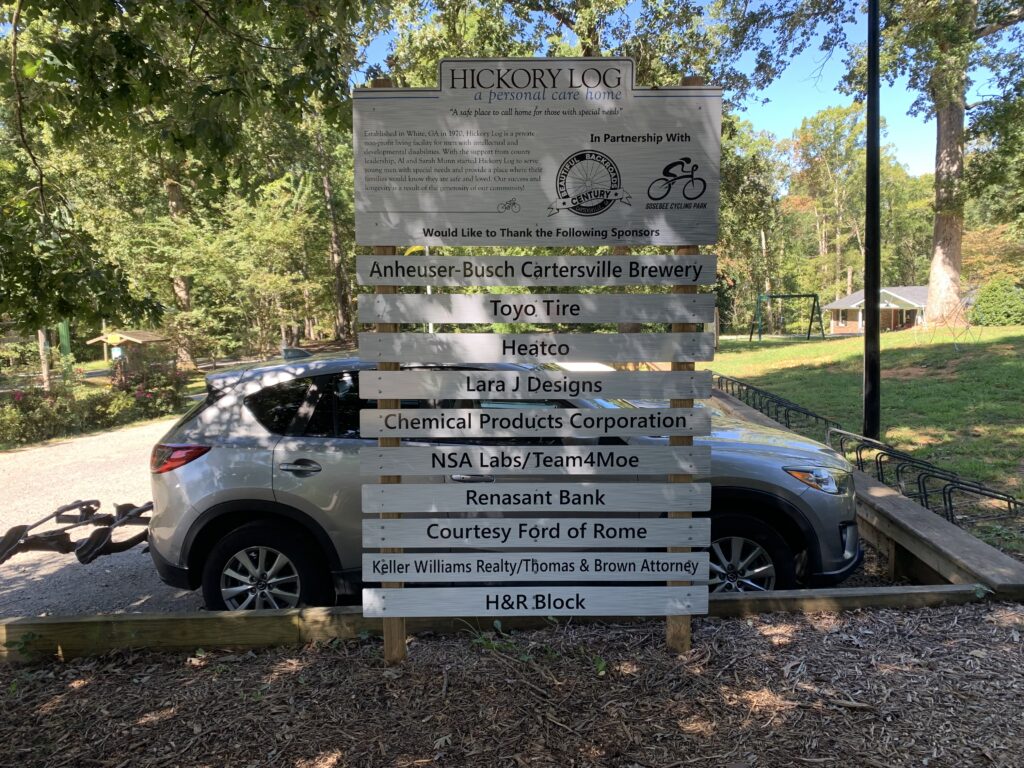 HICKORY LOG
a personal care home
"A safe place to call home for those with special needs"
Established in White, GA in 1970, Hickory Log is a private
non-profit living facility for men with intellectual and
developmental disabilities. With the support from county
leadership, Al and Sarah Munn started Hickory Log to serve
young men with special needs and provide a place where their
families would know they are safe and loved. Our success and
longevity is a result of the generosity of our community!
In Partnership With
BEAUTIFUL BACKROADS
CENTURY
SOSEBEE CYCLING PARK
Would Like to Thank the Following Sponsors
Anheuser-Busch Cartersville Brewery
Toyo Tire
Heatco
Lara J Designs
Chemical Products Corporation
NSA Labs/Team4Moe
Renasant Bank
Courtesy Ford of Rome
Keller Williams Realty/Thomas & Brown Attorney
H&R Block